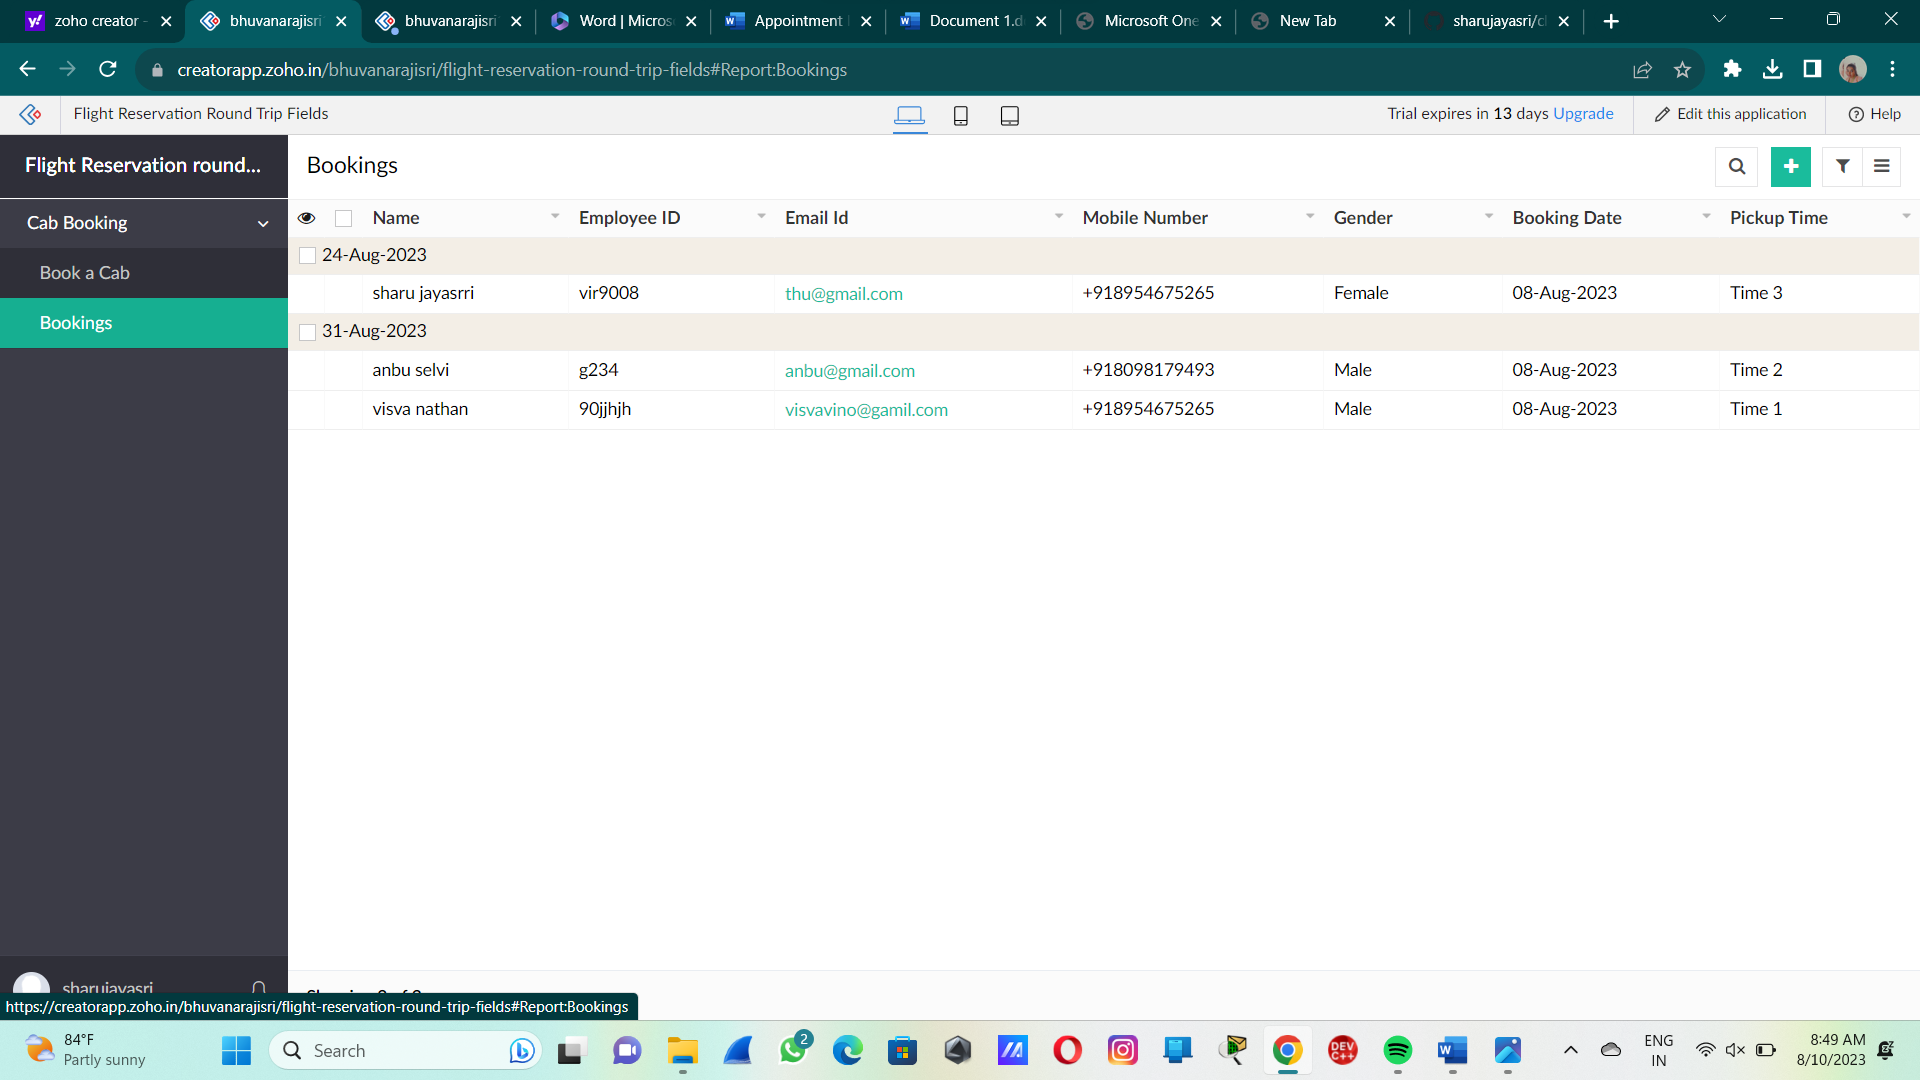 zoho creator -
bhuvanarajisri
bhuvanarajisri
Word | Micros
Appointment
Document 1.d
Microsoft One
New Tab
sharujayasri/c
creatorapp.zoho.in/bhuvanarajisri/flight-reservation-round-trip-fields#Report:Bookings
Flight Reservation Round Trip Fields
Trial expires in 13 days Upgrade
Edit this application
Help
Flight Reservation round...
Bookings
Cab Booking
Book a Cab
Bookings
Name Employee ID Email Id Mobile Number Gender Booking Date Pickup Time
24-Aug-2023
sharu jayasrri vir9008 thu@gmail.com +918954675265 Female 08-Aug-2023 Time 3
31-Aug-2023
anbu selvi g234 anbu@gmail.com +918098179493 Male 08-Aug-2023 Time 2
visva nathan 90jjhjh visvavino@gamil.com +918954675265 Male 08-Aug-2023 Time 1
sharujayasri
https://creatorapp.zoho.in/bhuvanarajisri/flight-reservation-round-trip-fields#Report:Bookings
84°F
Partly sunny
Search
2
DEV
C++
ENG
IN
8:49 AM
8/10/2023